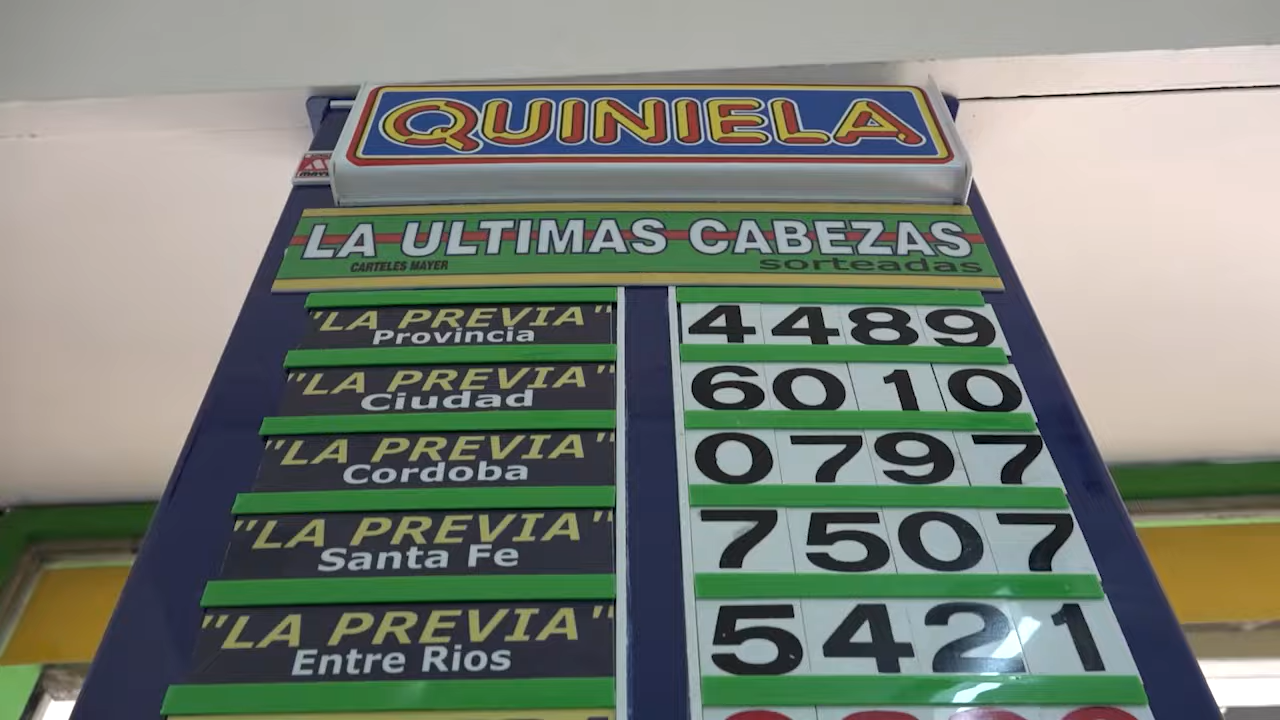 QUINIELA
LA ULTIMAS CABEZAS
CARTELES MAYER
sorteadas
"LA PREVIA" 4489
Provincia
"LA PREVIA" 6010
Ciudad
"LA PREVIA" 0797
Cordoba
"LA PREVIA" 7507
Santa Fe
"LA PREVIA" 5421
Entre Rios